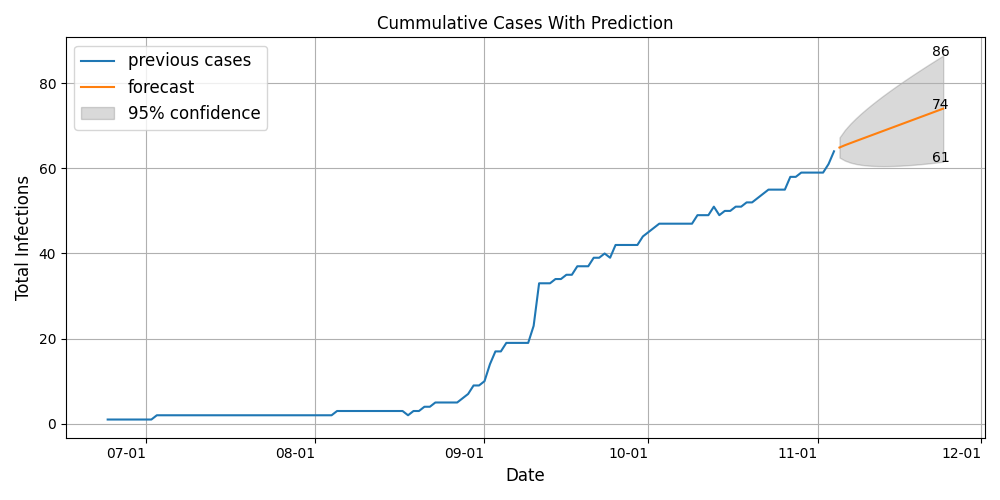 Cummulative Cases With Prediction
previous cases
forecast
95% confidence
86
74
61
80
60
40
20
0
Total Infections
07-01
08-01
09-01
10-01
11-01
12-01
Date